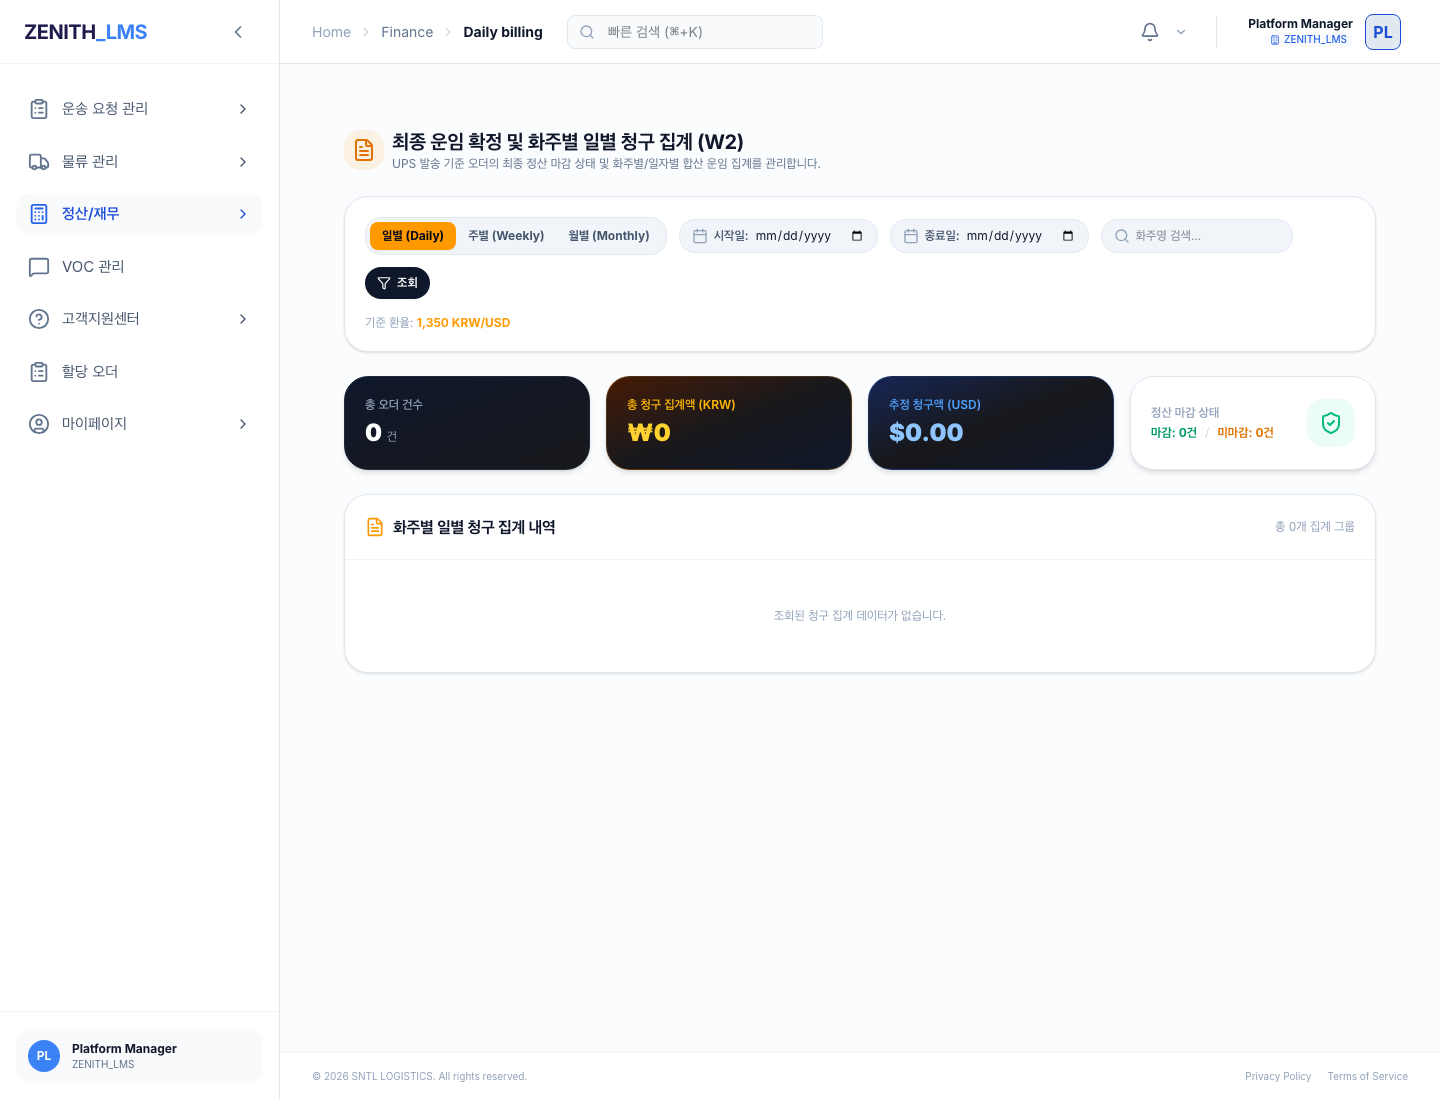 ZENITH_LMS
Home > Finance > Daily billing
빠른 검색 (⌘+K)
Platform Manager
ZENITH_LMS
PL
운송 요청 관리
물류 관리
정산/재무
VOC 관리
고객지원센터
할당 오더
마이페이지
최종 운임 확정 및 화주별 일별 청구 집계 (W2)
UPS 발송 기준 오더의 최종 정산 마감 상태 및 화주별/일자별 합산 운임 집계를 관리합니다.
일별 (Daily) 주별 (Weekly) 월별 (Monthly) 시작일: mm/dd/yyyy 종료일: mm/dd/yyyy 화주명 검색...
조회
기준 환율: 1,350 KRW/USD
총 오더 건수
0 건
총 청구 집계액 (KRW)
₩0
추정 청구액 (USD)
$0.00
정산 마감 상태
마감: 0건 / 미마감: 0건
화주별 일별 청구 집계 내역
총 0개 집계 그룹
조회된 청구 집계 데이터가 없습니다.
PL
Platform Manager
ZENITH_LMS
© 2026 SNTL LOGISTICS. All rights reserved.
Privacy Policy Terms of Service